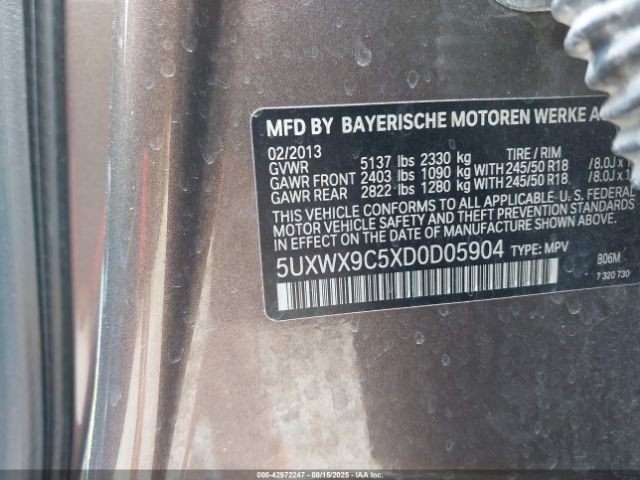 MFD BY BAYERISCHE MOTOREN WERKE
02/2013
GVWR 5137 lbs 2330 kg TIRE / RIM
GAWR FRONT 2403 lbs 1090 kg WITH 245/50 R18 / 8.0J x
GAWR REAR 2822 lbs 1280 kg WITH 245/50 R18 / 8.0J x
THIS VEHICLE CONFORMS TO ALL APPLICABLE U.S. FEDERAL
MOTOR VEHICLE SAFETY AND THEFT PREVENTION STANDARDS
IN EFFECT ON THE DATE OF MANUFACTURE SHOWN ABOVE.
5UXWX9C5XD0D05904 TYPE: MPV
B06M
7 320 730
000-42972247 - 08/15/2025 - COPYRIGHT IAA, LLC.